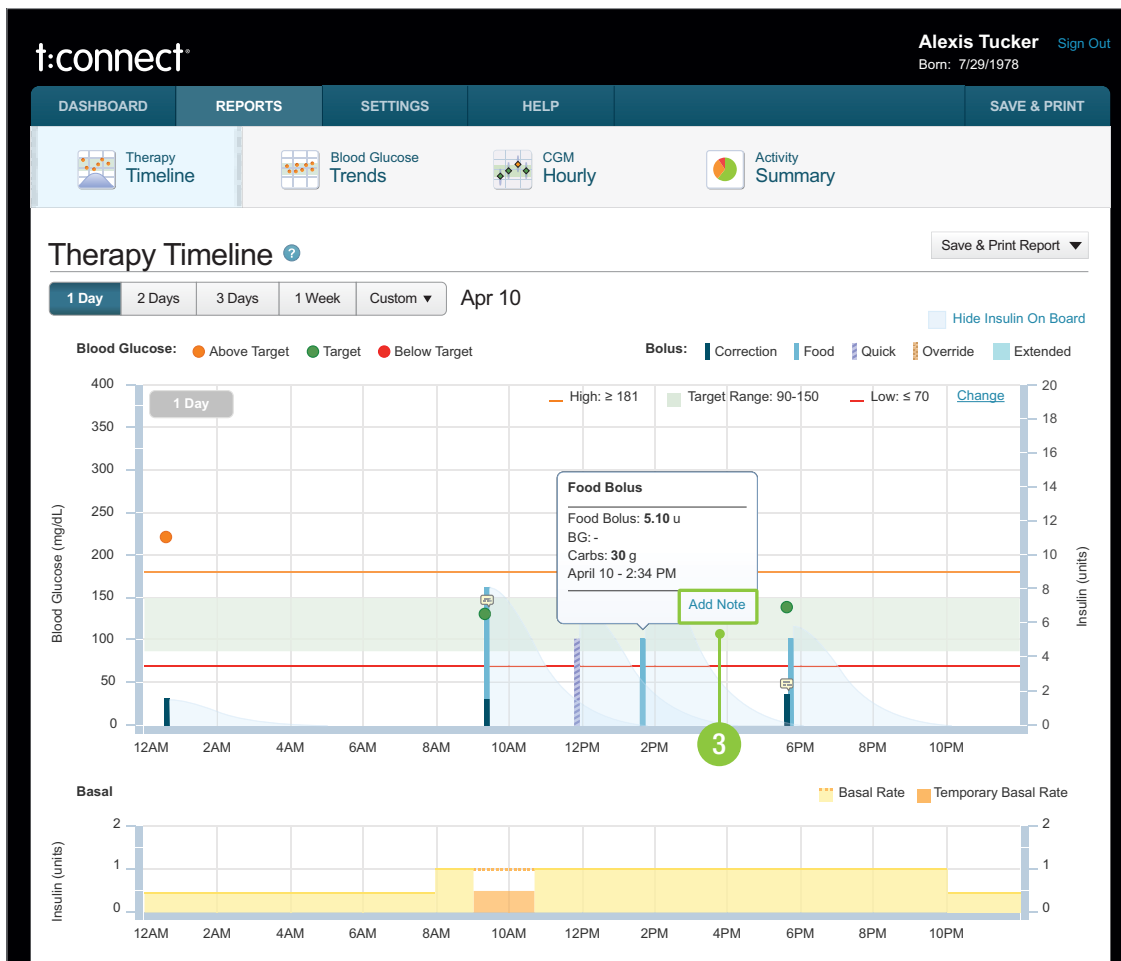 t:connect
Alexis Tucker Sign Out
Born: 7/29/1978
DASHBOARD REPORTS SETTINGS HELP SAVE & PRINT
Therapy
Timeline
Blood Glucose
Trends
CGM
Hourly
Activity
Summary
Therapy Timeline ?
Save & Print Report
1 Day 2 Days 3 Days 1 Week Custom Apr 10
Hide Insulin On Board
Blood Glucose: Above Target Target Below Target
Bolus: Correction Food Quick Override Extended
1 Day
High: ≥ 181 Target Range: 90-150 Low: ≤ 70 Change
Blood Glucose (mg/dL)
400
350
300
250
200
150
100
50
0
Food Bolus
Food Bolus: 5.10 u
BG: -
Carbs: 30 g
April 10 - 2:34 PM
Add Note
3
20
18
16
14
12
10
8
6
4
2
0
Insulin (units)
12AM 2AM 4AM 6AM 8AM 10AM 12PM 2PM 4PM 6PM 8PM 10PM
Basal
Basal Rate Temporary Basal Rate
Insulin (units)
2
1
0
2
1
0
12AM 2AM 4AM 6AM 8AM 10AM 12PM 2PM 4PM 6PM 8PM 10PM